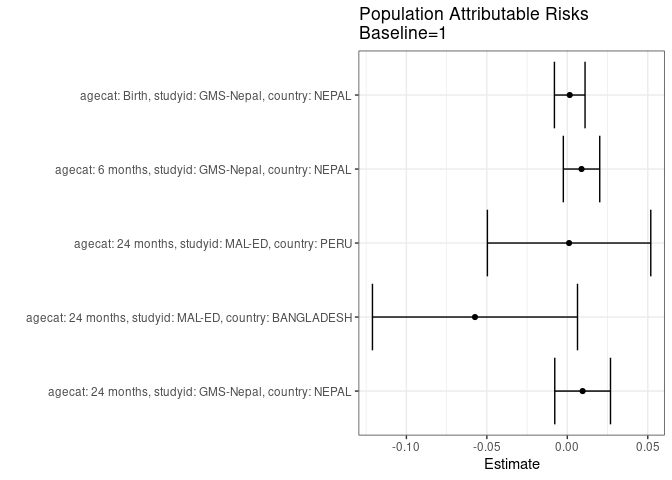 Population Attributable Risks
Baseline=1
agecat: Birth, studyid: GMS-Nepal, country: NEPAL
agecat: 6 months, studyid: GMS-Nepal, country: NEPAL
agecat: 24 months, studyid: MAL-ED, country: PERU
agecat: 24 months, studyid: MAL-ED, country: BANGLADESH
agecat: 24 months, studyid: GMS-Nepal, country: NEPAL
-0.10 -0.05 0.00 0.05
Estimate